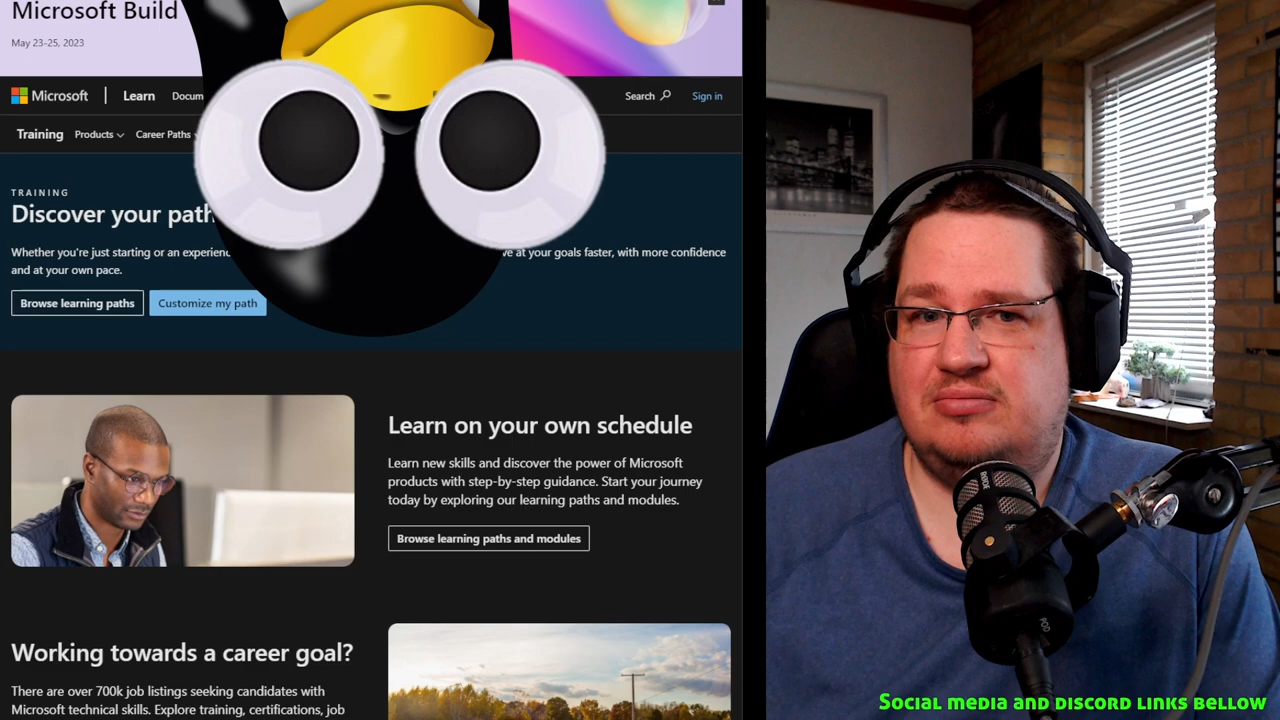 Microsoft Build
May 23-25, 2023
Microsoft | Learn
Search
Sign in
Training Products Career Paths
TRAINING
Discover your path
Whether you're just starting or an
at your goals faster, with more confidence
and at your own pace.
Browse learning paths
Customize my path
Learn on your own schedule
Learn new skills and discover the power of Microsoft
products with step-by-step guidance. Start your journey
today by exploring our learning paths and modules.
Browse learning paths and modules
Working towards a career goal?
There are over 700k job listings seeking candidates with
Microsoft technical skills. Explore training, certifications, job
RØDE
POD
Social media and discord links bellow